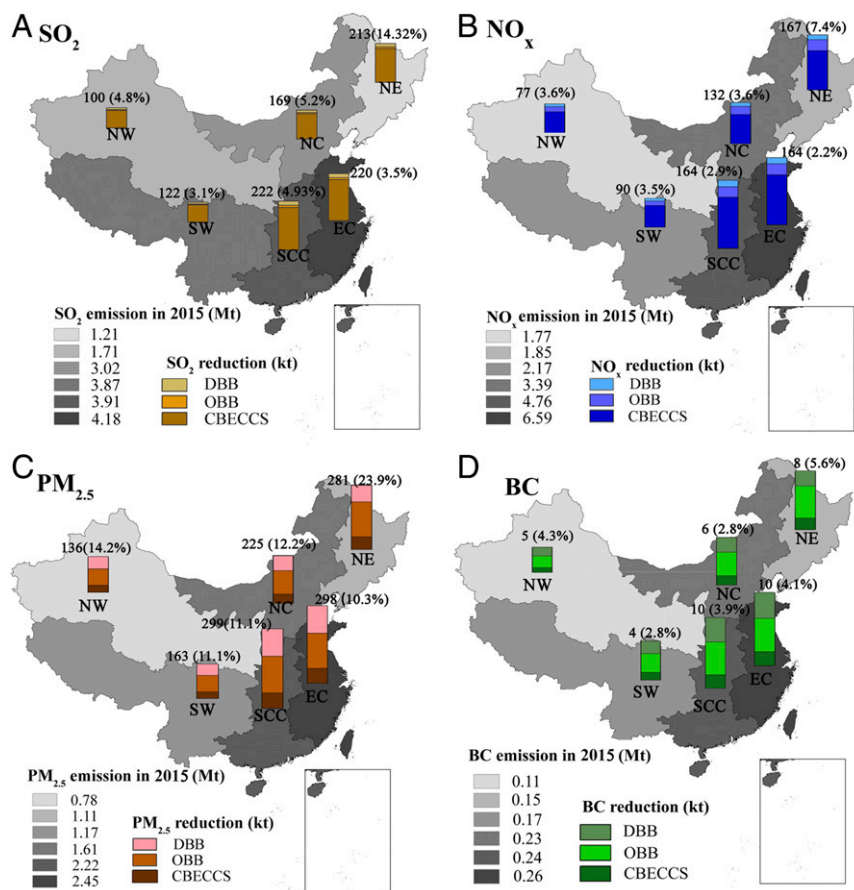 A SO2
213(14.32%)
NE
100 (4.8%)
NW
169 (5.2%)
NC
220 (3.5%)
EC
122 (3.1%)
SW
222 (4.93%)
SCC
SO2 emission in 2015 (Mt)
1.21
1.71
3.02
3.87
3.91
4.18
SO2 reduction (kt)
DBB
OBB
CBECCS
B NOx
167 (7.4%)
NE
77 (3.6%)
NW
132 (3.6%)
NC
164 (2.2%)
EC
164 (2.9%)
SCC
90 (3.5%)
SW
NOx emission in 2015 (Mt)
1.77
1.85
2.17
3.39
4.76
6.59
NOx reduction (kt)
DBB
OBB
CBECCS
C PM2.5
281 (23.9%)
NE
136(14.2%)
NW
225 (12.2%)
NC
298 (10.3%)
EC
299(11.1%)
SCC
163 (11.1%)
SW
PM2.5 emission in 2015 (Mt)
0.78
1.11
1.17
1.61
2.22
2.45
PM2.5 reduction (kt)
DBB
OBB
CBECCS
D BC
8 (5.6%)
NE
5 (4.3%)
NW
6 (2.8%)
NC
10 (4.1%)
EC
10 (3.9%)
SCC
4 (2.8%)
SW
BC emission in 2015 (Mt)
0.11
0.15
0.17
0.23
0.24
0.26
BC reduction (kt)
DBB
OBB
CBECCS